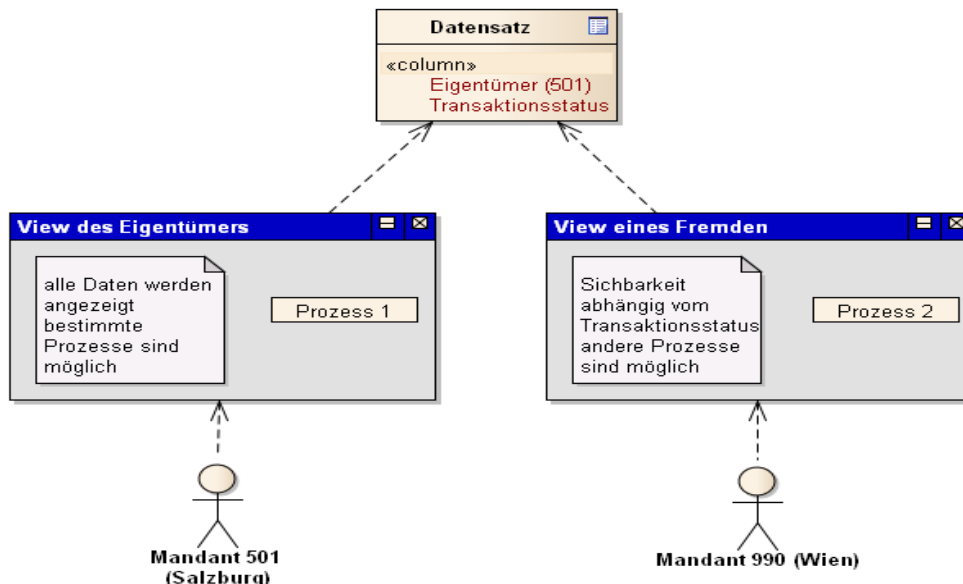 Datensatz
«column»
Eigentümer (501)
Transaktionsstatus
View des Eigentümers
alle Daten werden
angezeigt
bestimmte
Prozesse sind
möglich
Prozess 1
View eines Fremden
Sichbarkeit
abhängig vom
Transaktionsstatus
andere Prozesse
sind möglich
Prozess 2
Mandant 501
(Salzburg)
Mandant 990 (Wien)